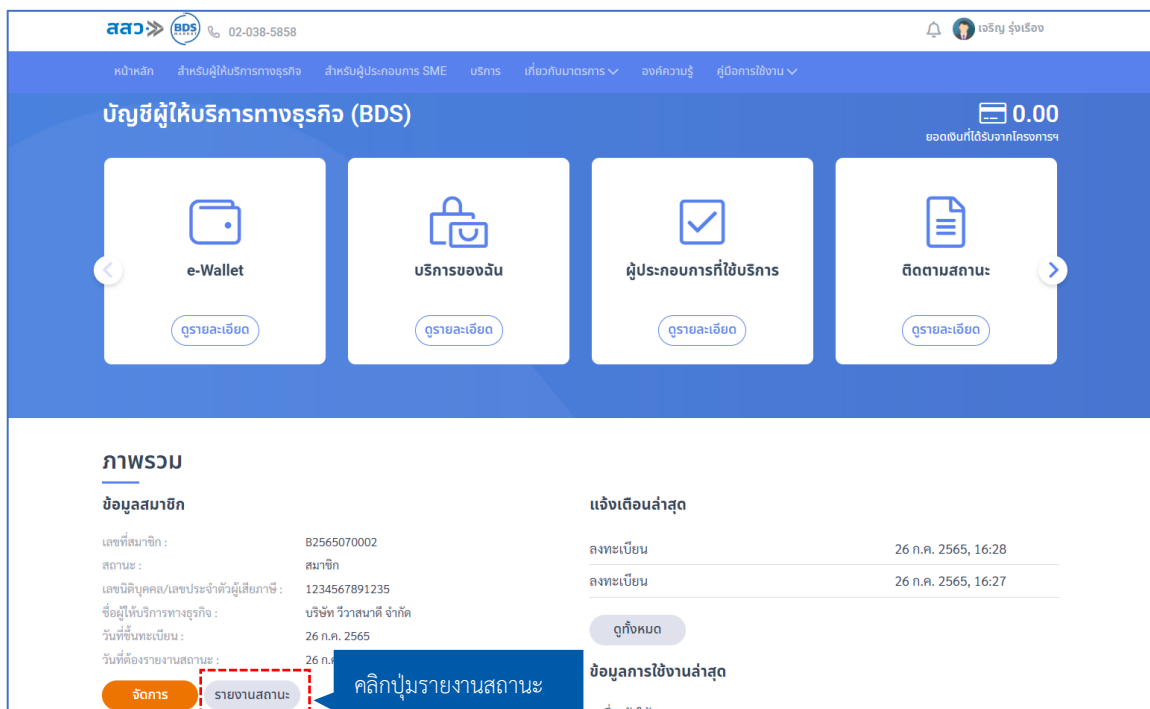 สสว BDS MARKET 02-038-5858 เจริญ รุ่งเรือง
หน้าหลัก สำหรับผู้ให้บริการทางธุรกิจ สำหรับผู้ประกอบการ SME บริการ เกี่ยวกับมาตรการ องค์ความรู้ คู่มือการใช้งาน
บัญชีผู้ให้บริการทางธุรกิจ (BDS)
0.00
ยอดเงินที่ได้รับจากโครงการฯ
e-Wallet
ดูรายละเอียด
บริการของฉัน
ดูรายละเอียด
ผู้ประกอบการที่ใช้บริการ
ดูรายละเอียด
ติดตามสถานะ
ดูรายละเอียด
ภาพรวม
ข้อมูลสมาชิก
เลขที่สมาชิก : B2565070002
สถานะ : สมาชิก
เลขนิติบุคคล/เลขประจำตัวผู้เสียภาษี : 1234567891235
ชื่อผู้ให้บริการทางธุรกิจ : บริษัท วีวาสนาดี จำกัด
วันที่ขึ้นทะเบียน : 26 ก.ค. 2565
วันที่ต้องรายงานสถานะ : 26
จัดการ รายงานสถานะ
คลิกปุ่มรายงานสถานะ
แจ้งเตือนล่าสุด
ลงทะเบียน 26 ก.ค. 2565, 16:28
ลงทะเบียน 26 ก.ค. 2565, 16:27
ดูทั้งหมด
ข้อมูลการใช้งานล่าสุด